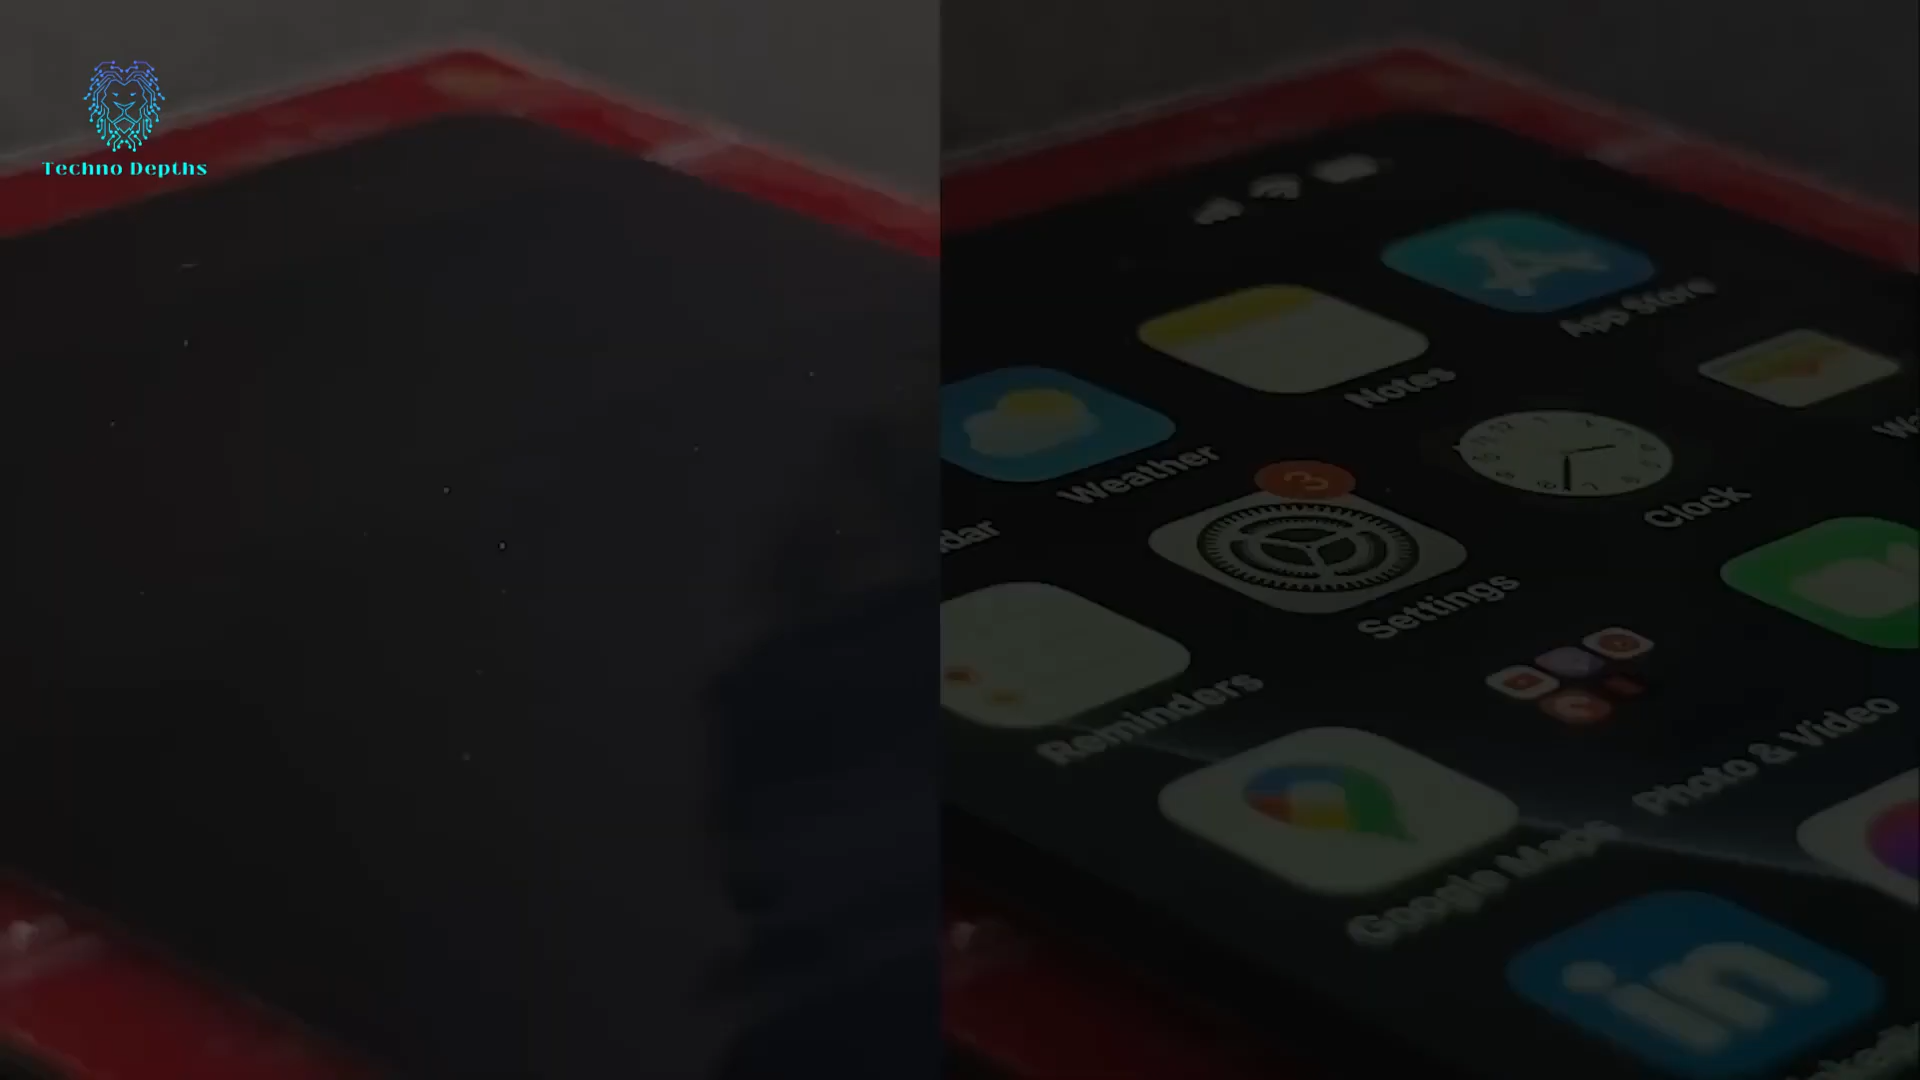 Techno Depths
App Store
Notes
Weather
3
Clock
Settings
Reminders
Photo & Video
Google Maps
in